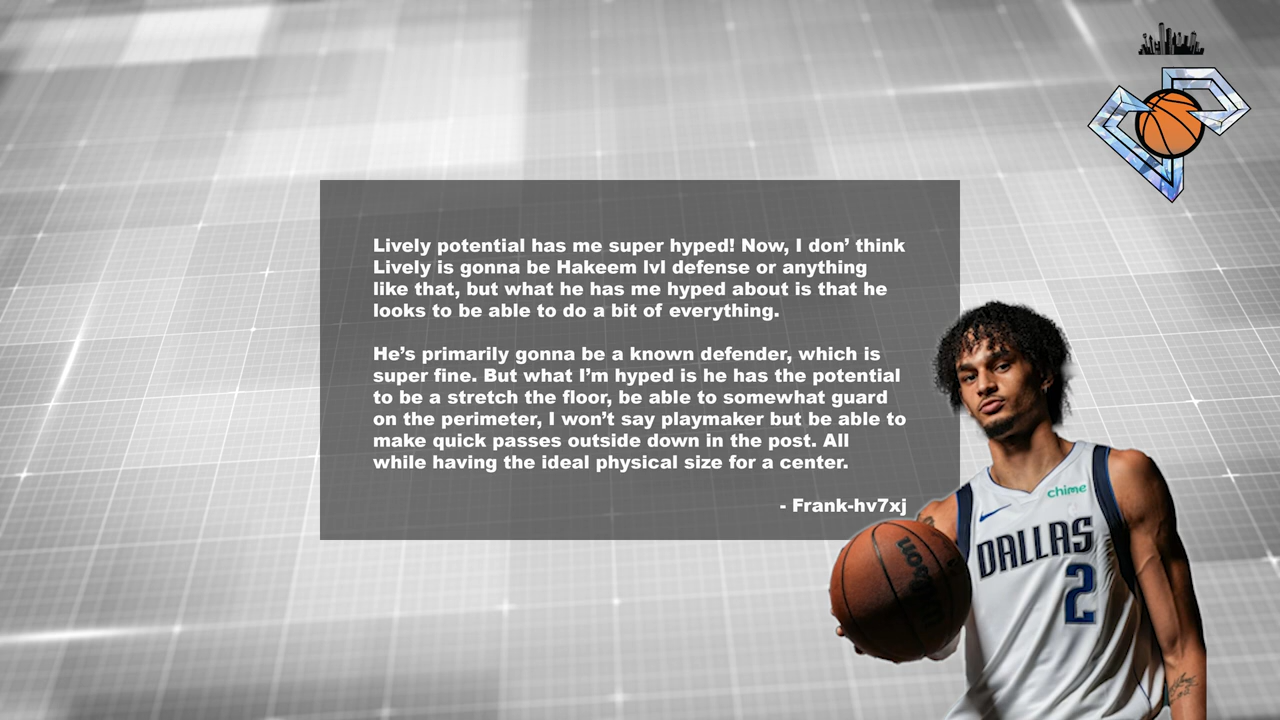 Lively potential has me super hyped! Now, I don’ think
Lively is gonna be Hakeem lvl defense or anything
like that, but what he has me hyped about is that he
looks to be able to do a bit of everything.
He’s primarily gonna be a known defender, which is
super fine. But what I’m hyped is he has the potential
to be a stretch the floor, be able to somewhat guard
on the perimeter, I won’t say playmaker but be able to
make quick passes outside down in the post. All
while having the ideal physical size for a center.
- Frank-hv7xj
chime
DALLAS
2
Wilson